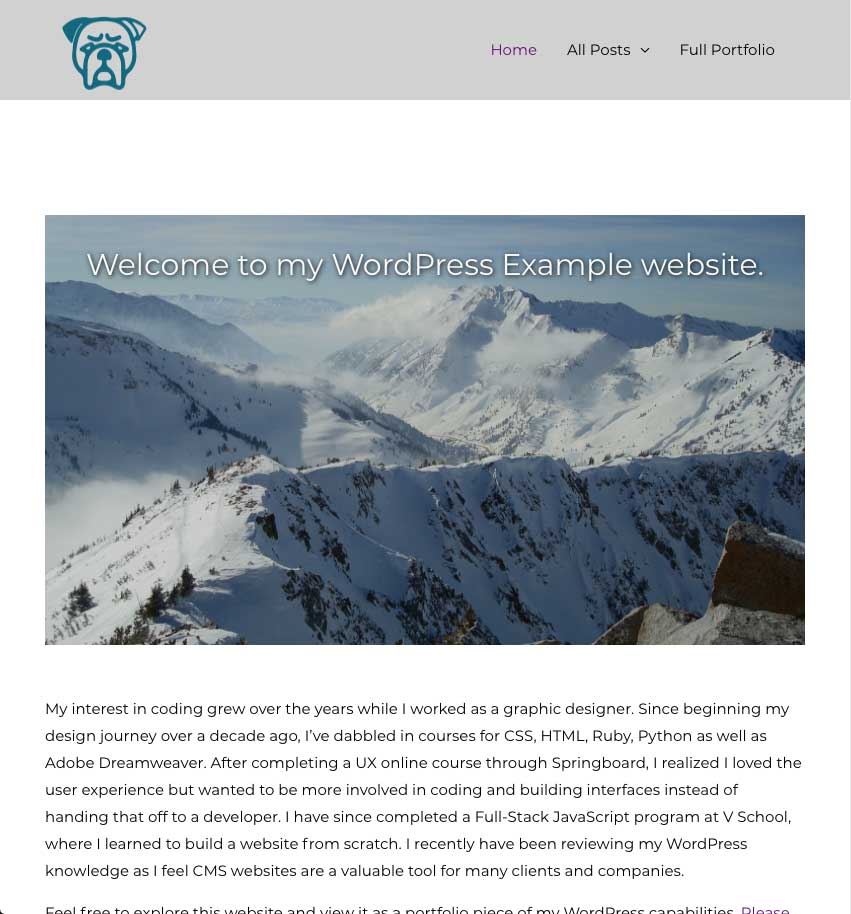 Home All Posts Full Portfolio
Welcome to my WordPress Example website.
My interest in coding grew over the years while I worked as a graphic designer. Since beginning my
design journey over a decade ago, I’ve dabbled in courses for CSS, HTML, Ruby, Python as well as
Adobe Dreamweaver. After completing a UX online course through Springboard, I realized I loved the
user experience but wanted to be more involved in coding and building interfaces instead of
handing that off to a developer. I have since completed a Full-Stack JavaScript program at V School,
where I learned to build a website from scratch. I recently have been reviewing my WordPress
knowledge as I feel CMS websites are a valuable tool for many clients and companies.
Feel free to explore this website and view it as a portfolio piece of my WordPress capabilities. Please